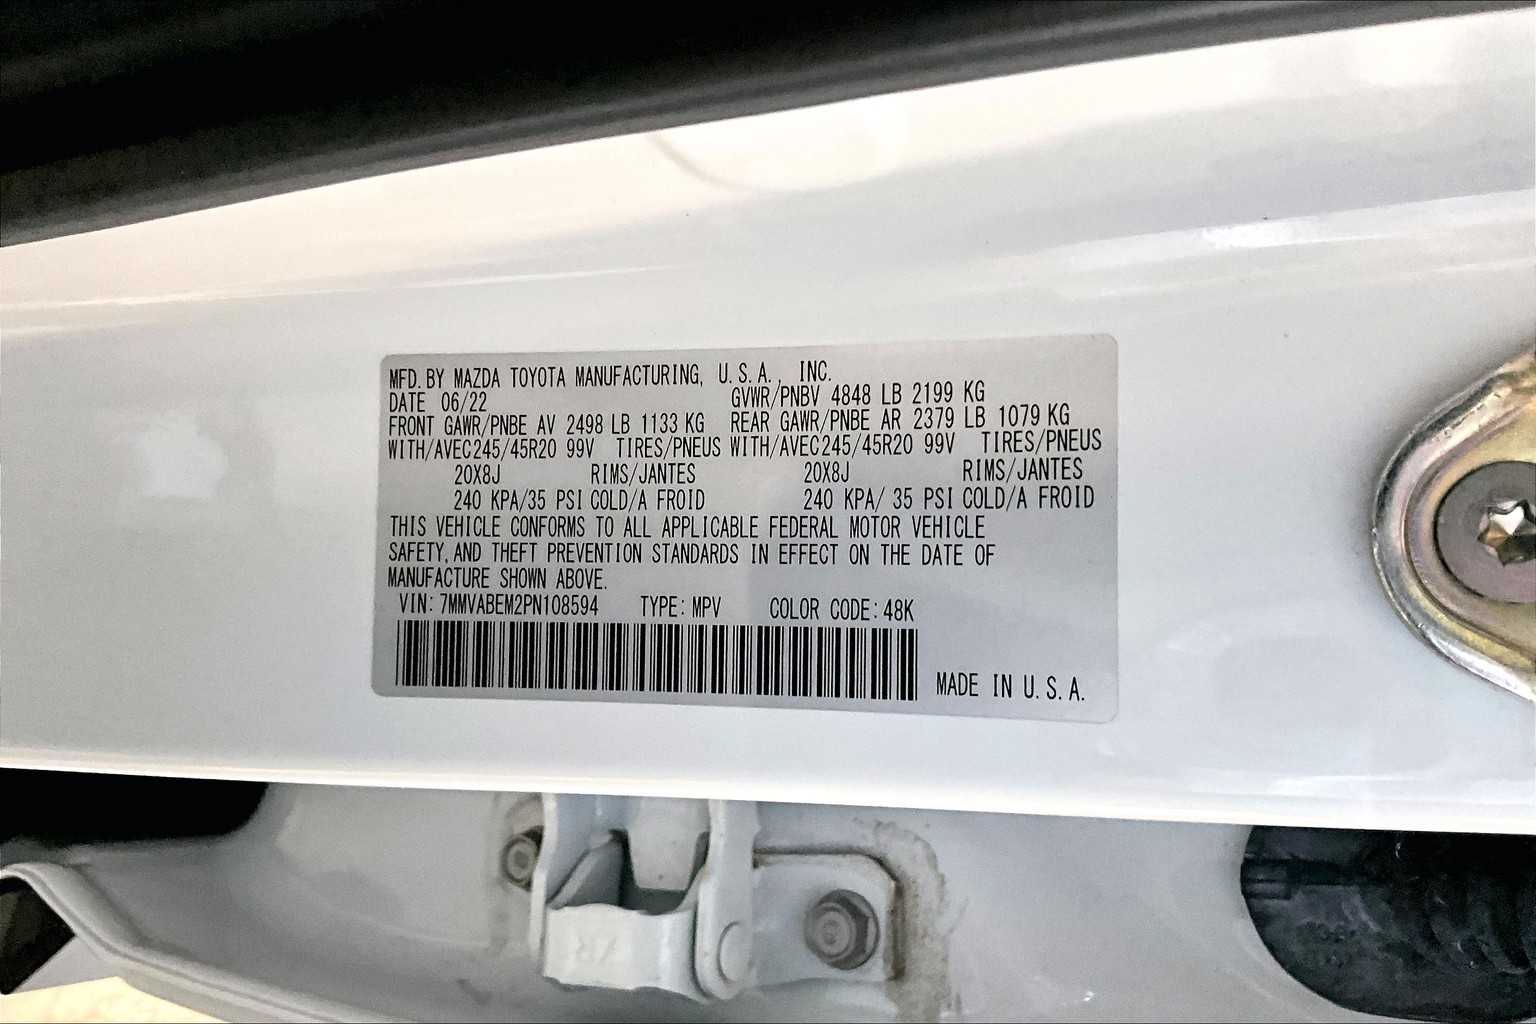 MFD. BY MAZDA TOYOTA MANUFACTURING, U.S.A., INC.
DATE 06/22 GVWR/PNBV 4848 LB 2199 KG
FRONT GAWR/PNBE AV 2498 LB 1133 KG REAR GAWR/PNBE AR 2379 LB 1079 KG
WITH/AVEC245/45R20 99V TIRES/PNEUS WITH/AVEC245/45R20 99V TIRES/PNEUS
20X8J RIMS/JANTES 20X8J RIMS/JANTES
240 KPA/35 PSI COLD/A FROID 240 KPA/ 35 PSI COLD/A FROID
THIS VEHICLE CONFORMS TO ALL APPLICABLE FEDERAL MOTOR VEHICLE
SAFETY, AND THEFT PREVENTION STANDARDS IN EFFECT ON THE DATE OF
MANUFACTURE SHOWN ABOVE.
VIN: 7MMVABEM2PN108594 TYPE: MPV COLOR CODE: 48K
MADE IN U.S.A.